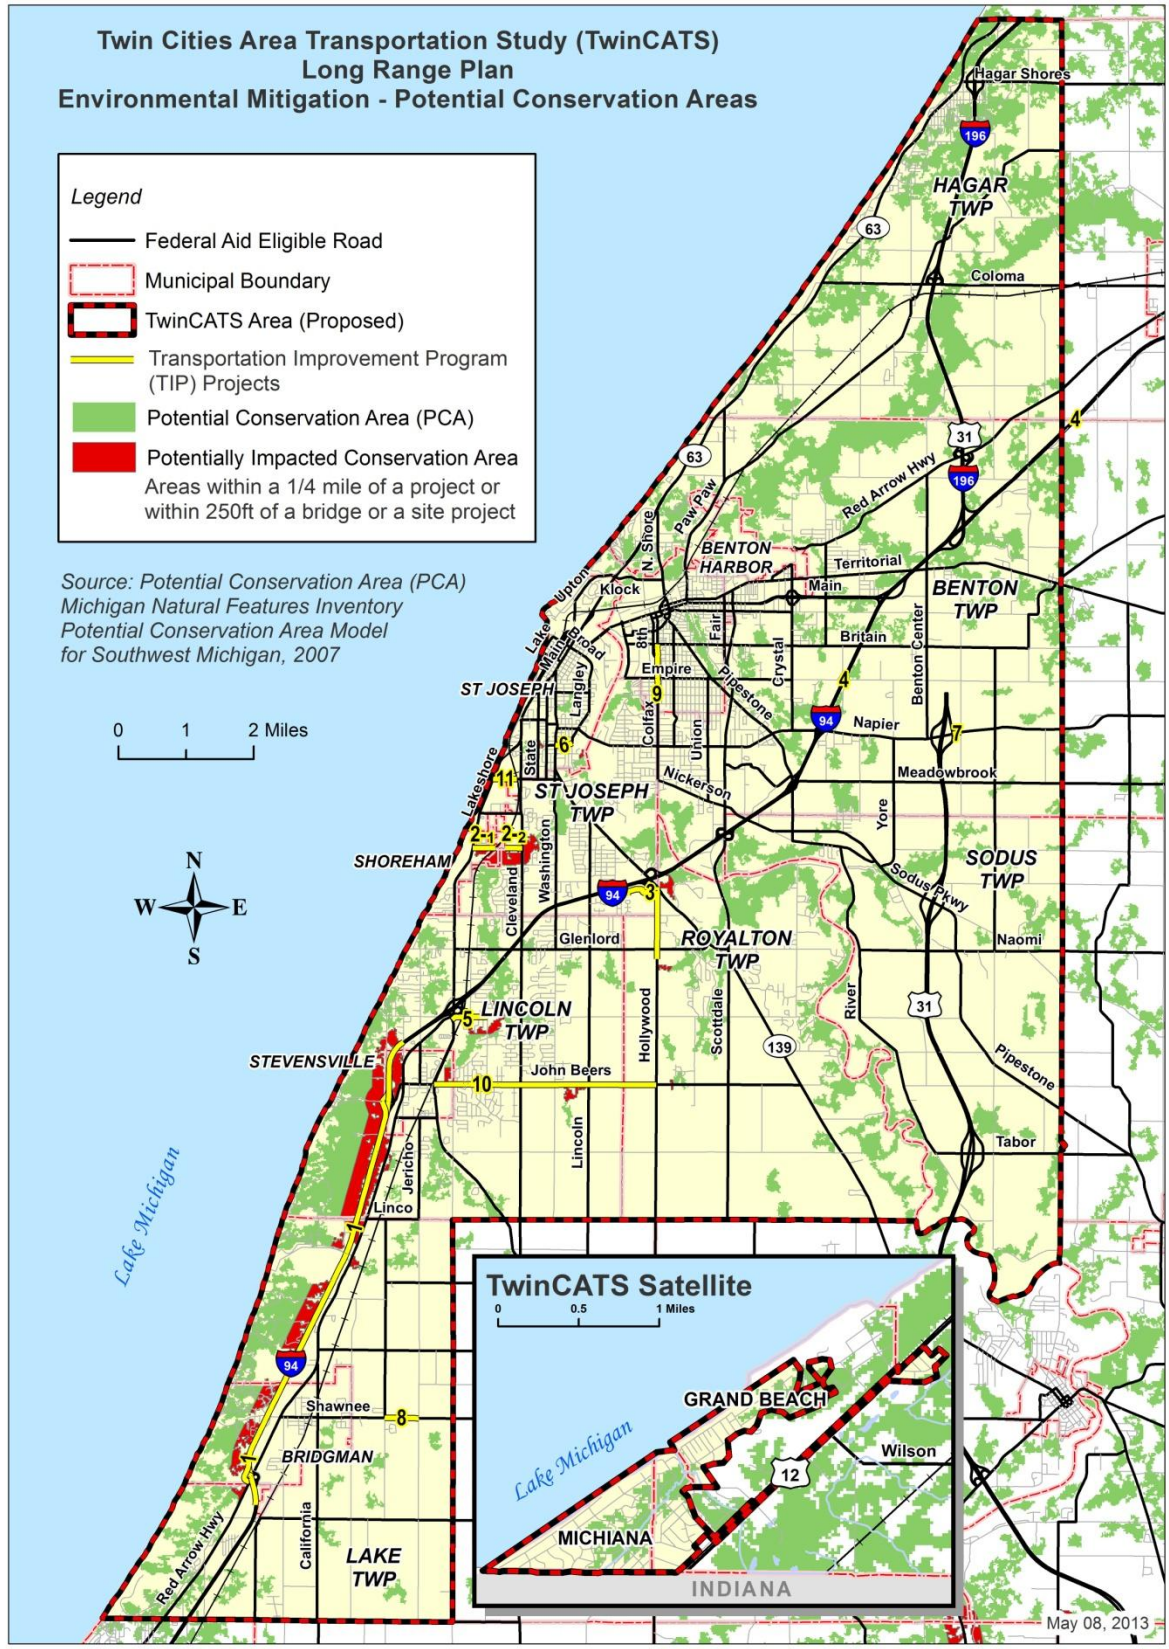 Twin Cities Area Transportation Study (TwinCATS)
Long Range Plan
Environmental Mitigation - Potential Conservation Areas
Legend
Federal Aid Eligible Road
Municipal Boundary
TwinCATS Area (Proposed)
Transportation Improvement Program
(TIP) Projects
Potential Conservation Area (PCA)
Potentially Impacted Conservation Area
Areas within a 1/4 mile of a project or
within 250ft of a bridge or a site project
Source: Potential Conservation Area (PCA)
Michigan Natural Features Inventory
Potential Conservation Area Model
for Southwest Michigan, 2007
0 1 2 Miles
N
W E
S
Hagar Shores
196
HAGAR
TWP
63
Coloma
4
31
63
196
Red Arrow Hwy
Paw Paw
N. Shore
BENTON
HARBOR
Territorial
Upton
Klock
Main
BENTON
TWP
Lake
Main
Broad
8th
Fair
Britain
Crystal
Benton Center
Empire
Langley
Pipestone
4
ST JOSEPH
9
Colfax
Union
94
Napier
7
6
State
Lakeshore
11
Nickerson
Meadowbrook
ST JOSEPH
TWP
Yore
2-1
2-2
Washington
SHOREHAM
SODUS
TWP
Sodus Pkwy
Cleveland
94
3
Glenlord
ROYALTON
TWP
Naomi
LINCOLN
TWP
5
Hollywood
Scottdale
River
31
139
STEVENSVILLE
John Beers
10
Pipestone
Lincoln
Tabor
Jericho
Linco
1
Lake Michigan
94
Shawnee
8
1
BRIDGMAN
California
Red Arrow Hwy
LAKE
TWP
TwinCATS Satellite
0 0.5 1 Miles
GRAND BEACH
Lake Michigan
Wilson
12
MICHIANA
INDIANA
May 08, 2013